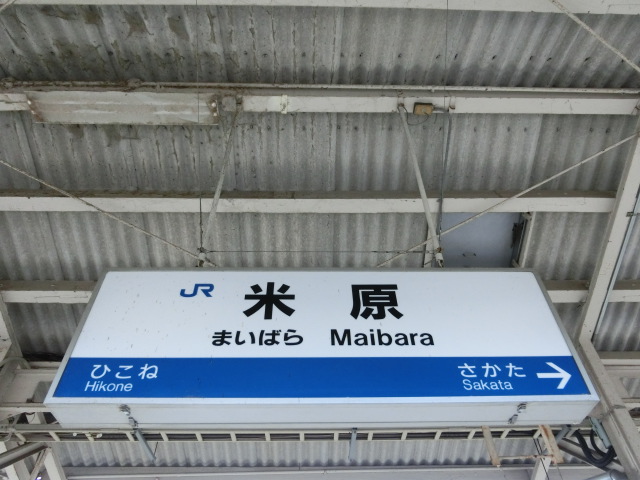 JR 米原
まいばら Maibara
ひこね さかた →
Hikone Sakata